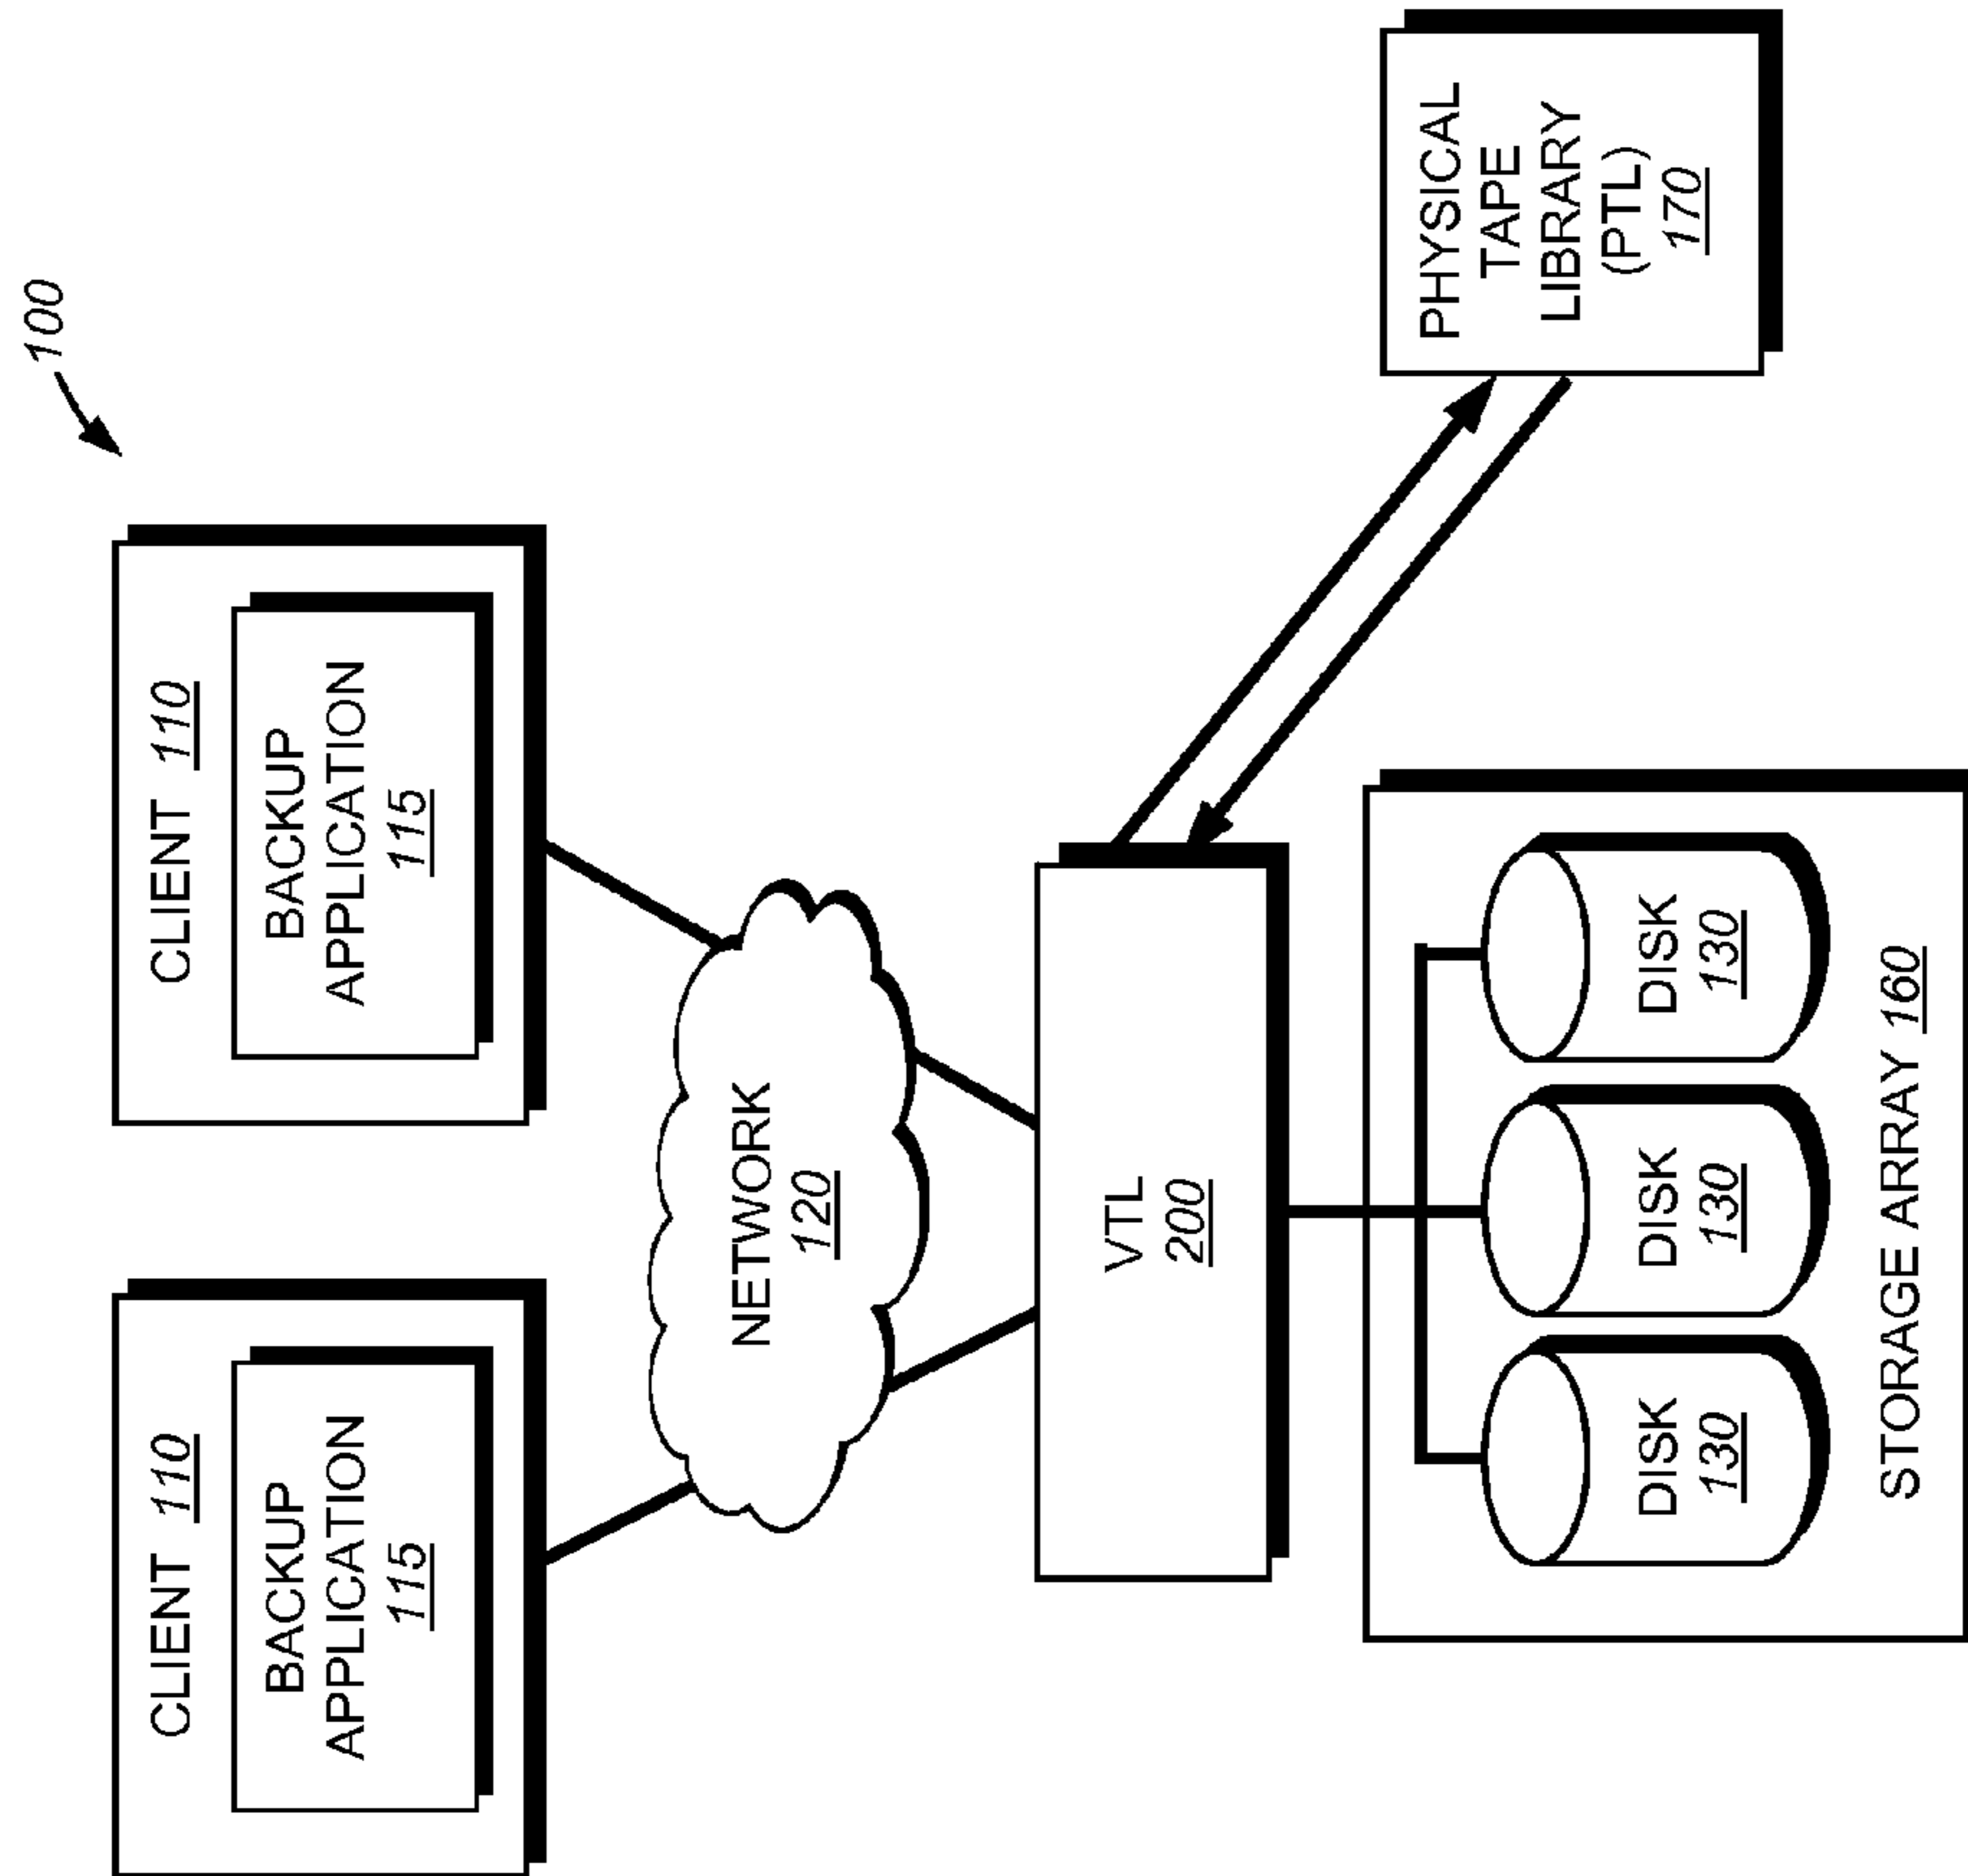 100
CLIENT 110
BACKUP
APPLICATION
115
CLIENT 110
BACKUP
APPLICATION
115
NETWORK
120
VTL
200
PHYSICAL
TAPE
LIBRARY
(PTL)
170
DISK
130
DISK
130
DISK
130
STORAGE ARRAY 160